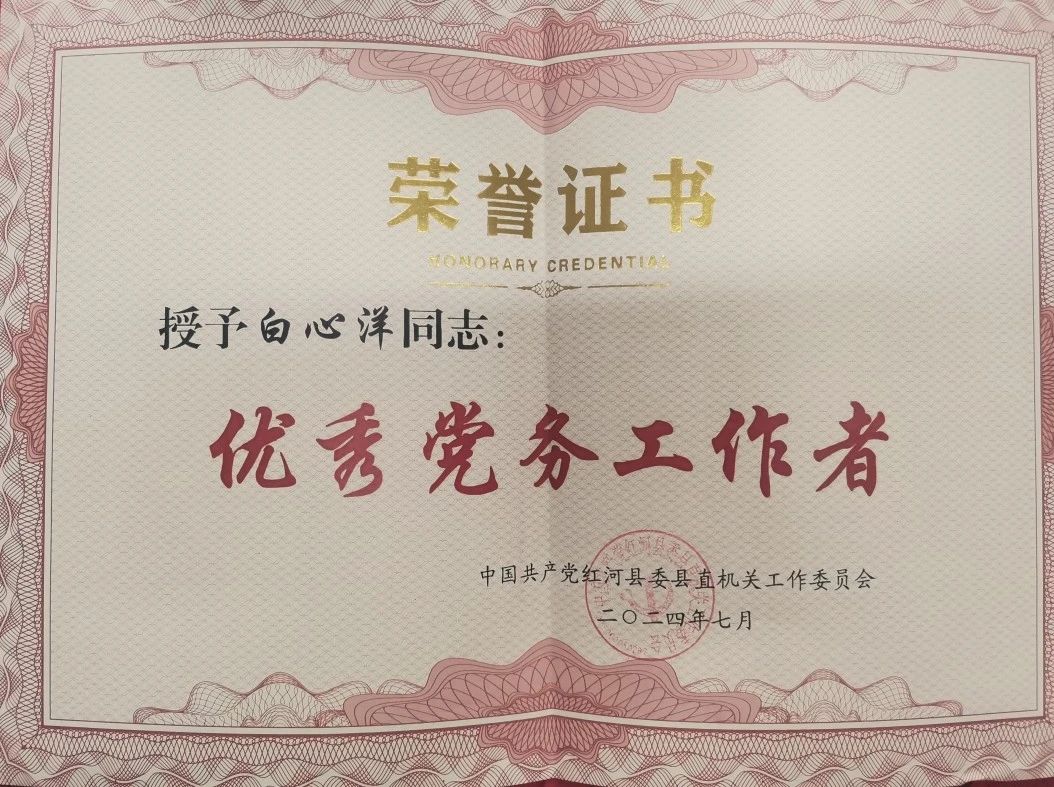 荣誉证书
HONORARY CREDENTIAL
授予白心洋同志：
优秀党务工作者
中国共产党红河县委县直机关工作委员会
二〇二四年七月